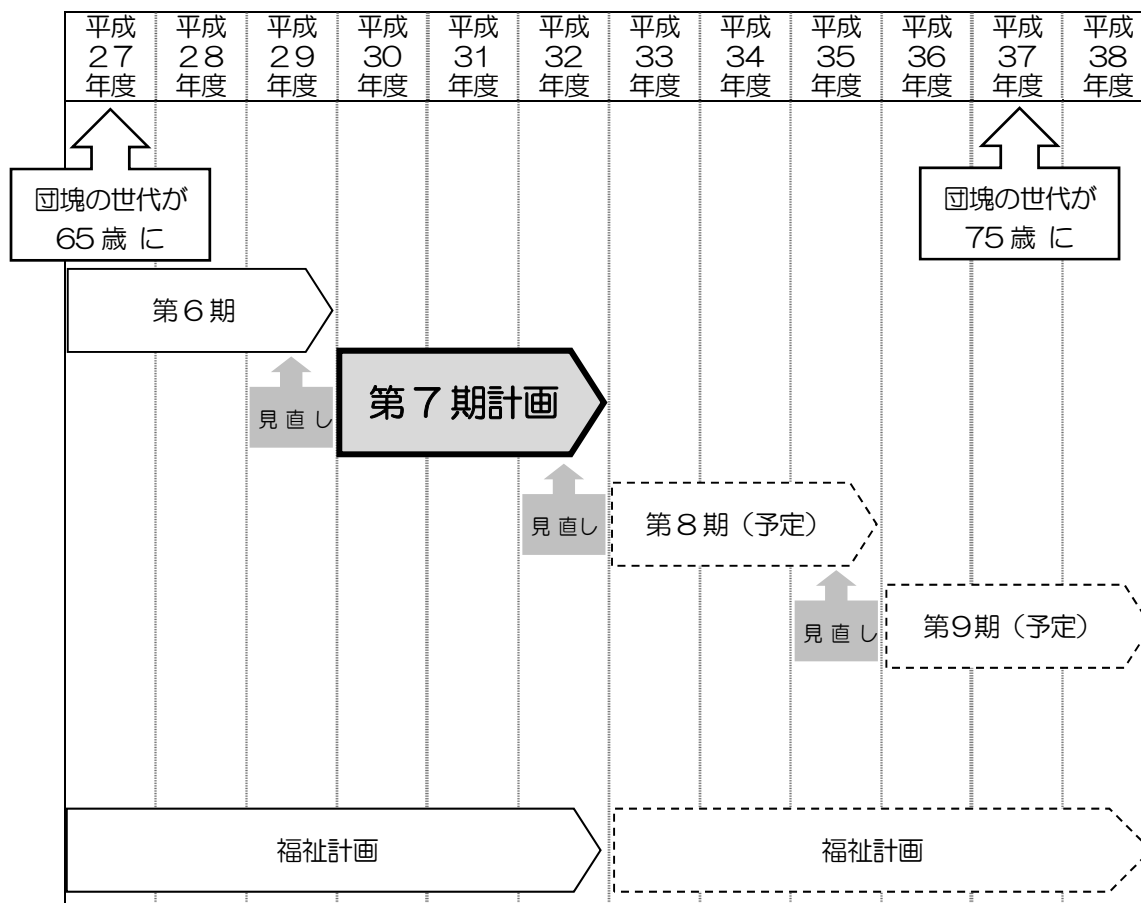 平成
27
年度
平成
28
年度
平成
29
年度
平成
30
年度
平成
31
年度
平成
32
年度
平成
33
年度
平成
34
年度
平成
35
年度
平成
36
年度
平成
37
年度
平成
38
年度
団塊の世代が
65歳 に
団塊の世代が
75歳 に
第6期
見直し
第7期計画
見直し
第8期（予定）
見直し
第9期（予定）
福祉計画
福祉計画